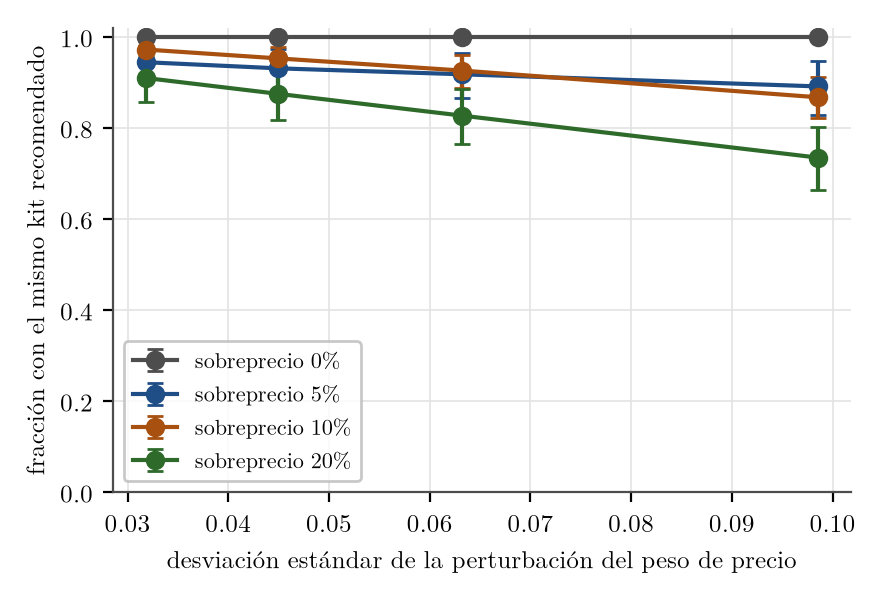 fracción con el mismo kit recomendado
1.0
0.8
0.6
0.4
0.2
0.0
sobreprecio 0%
sobreprecio 5%
sobreprecio 10%
sobreprecio 20%
0.03 0.04 0.05 0.06 0.07 0.08 0.09 0.10
desviación estándar de la perturbación del peso de precio